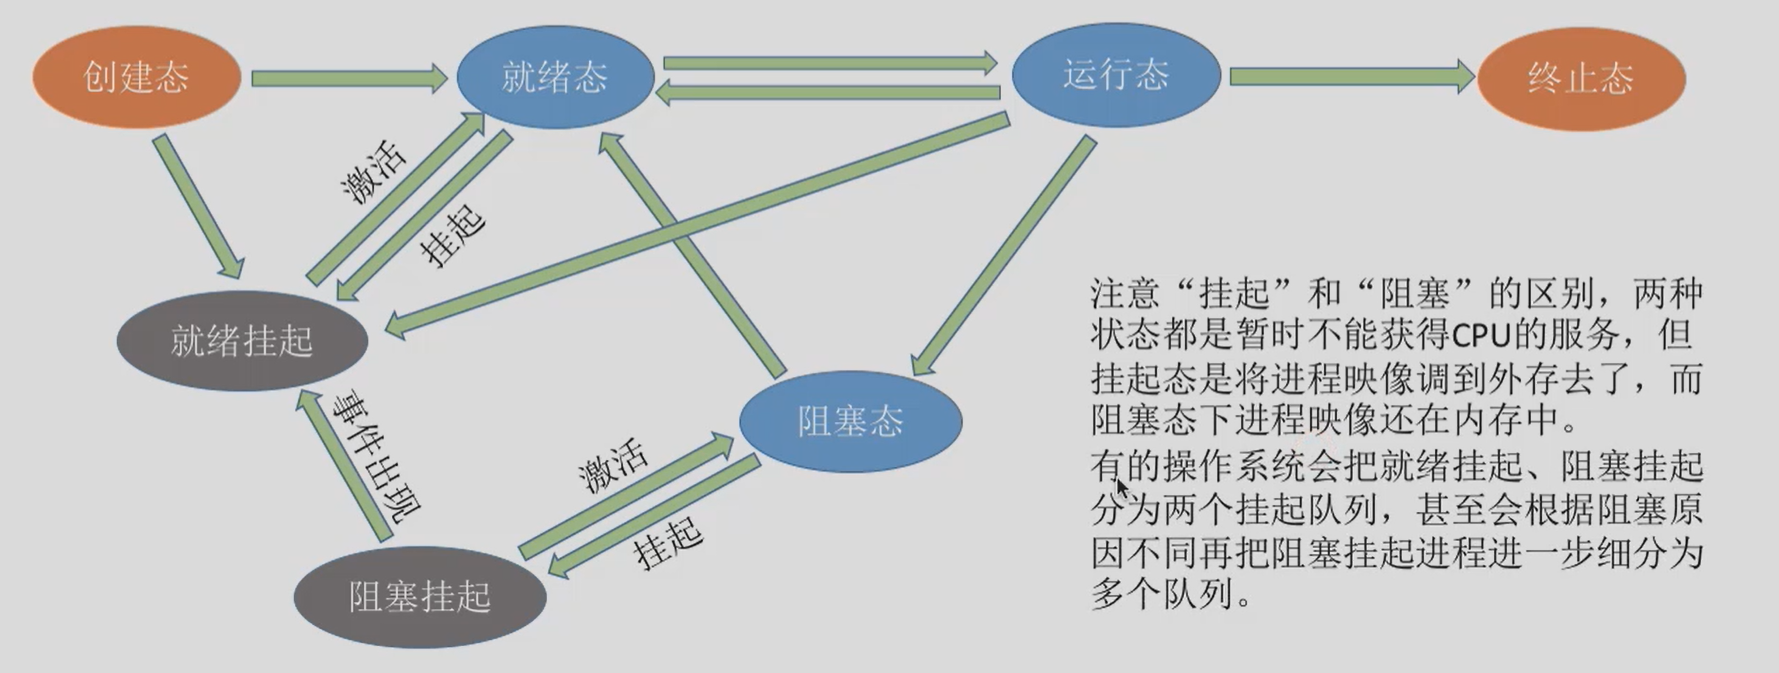 创建态
就绪态
运行态
终止态
激活
挂起
就绪挂起
事件出现
阻塞态
激活
挂起
阻塞挂起
注意“挂起”和“阻塞”的区别，两种
状态都是暂时不能获得CPU的服务，但
挂起态是将进程映像调到外存去了，而
阻塞态下进程映像还在内存中。
有的操作系统会把就绪挂起、阻塞挂起
分为两个挂起队列，甚至会根据阻塞原
因不同再把阻塞挂起进程进一步细分为
多个队列。